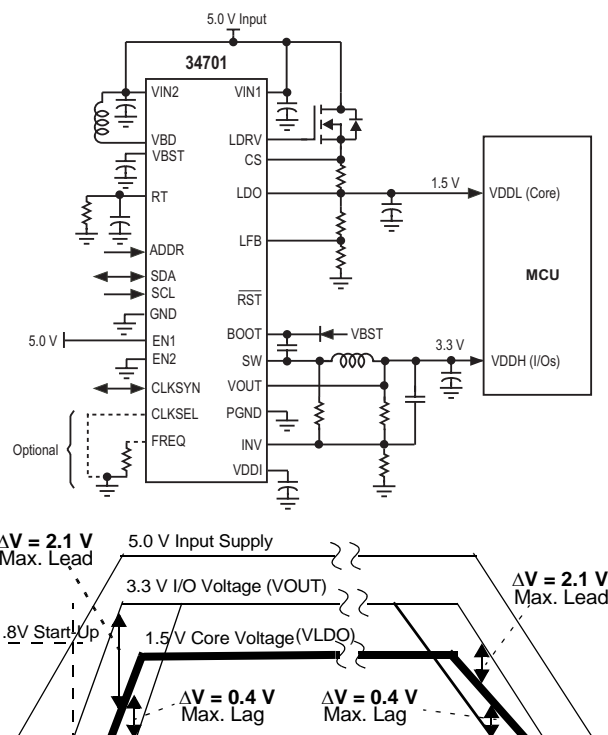 5.0 V Input
34701
VIN2
VIN1
VBD
LDRV
VBST
CS
RT
LDO
1.5 V
VDDL (Core)
ADDR
LFB
SDA
MCU
SCL
RST
GND
5.0 V
EN1
BOOT
VBST
EN2
SW
3.3 V
VDDH (I/Os)
CLKSYN
VOUT
CLKSEL
PGND
Optional
FREQ
INV
VDDI
ΔV = 2.1 V
Max. Lead
5.0 V Input Supply
3.3 V I/O Voltage (VOUT)
ΔV = 2.1 V
Max. Lead
.8V Start-Up
1.5 V Core Voltage (VLDO)
ΔV = 0.4 V
Max. Lag
ΔV = 0.4 V
Max. Lag